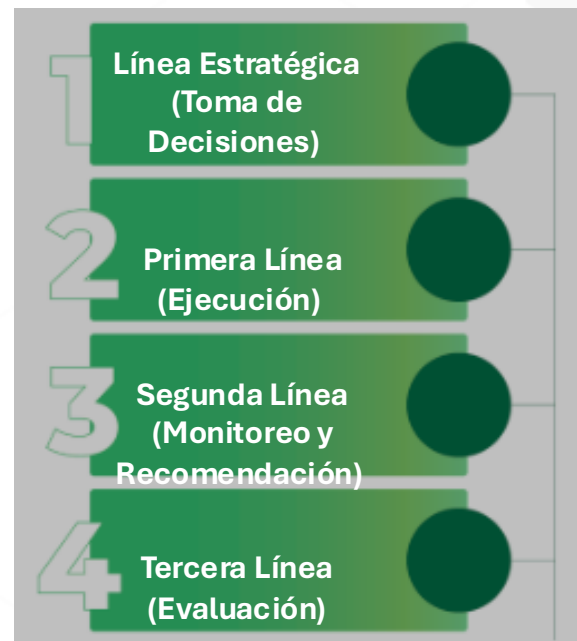 1
Línea Estratégica
(Toma de
Decisiones)
2
Primera Línea
(Ejecución)
3
Segunda Línea
(Monitoreo y
Recomendación)
4
Tercera Línea
(Evaluación)